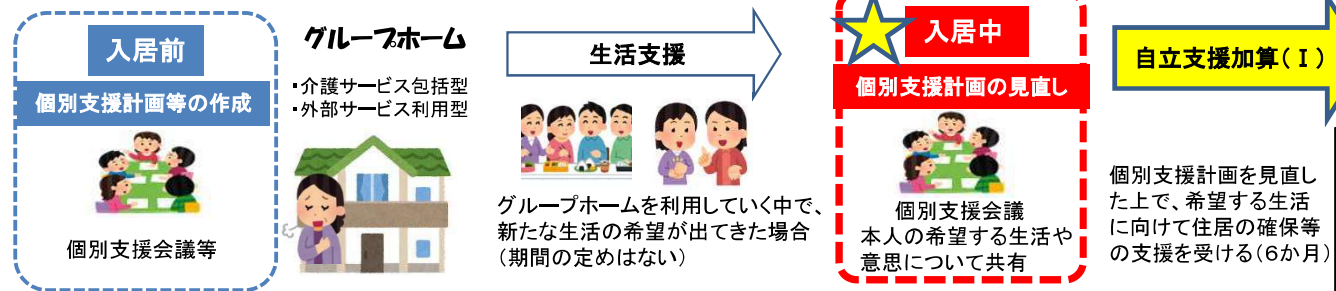 入居前
個別支援計画等の作成
個別支援会議等
グループホーム
・介護サービス包括型
・外部サービス利用型
生活支援
グループホームを利用していく中で、
新たな生活の希望が出てきた場合
（期間の定めはない）
入居中
個別支援計画の見直し
個別支援会議
本人の希望する生活や
意思について共有
自立支援加算（Ⅰ）
個別支援計画を見直し
た上で、希望する生活
に向けて住居の確保等
の支援を受ける（6か月）